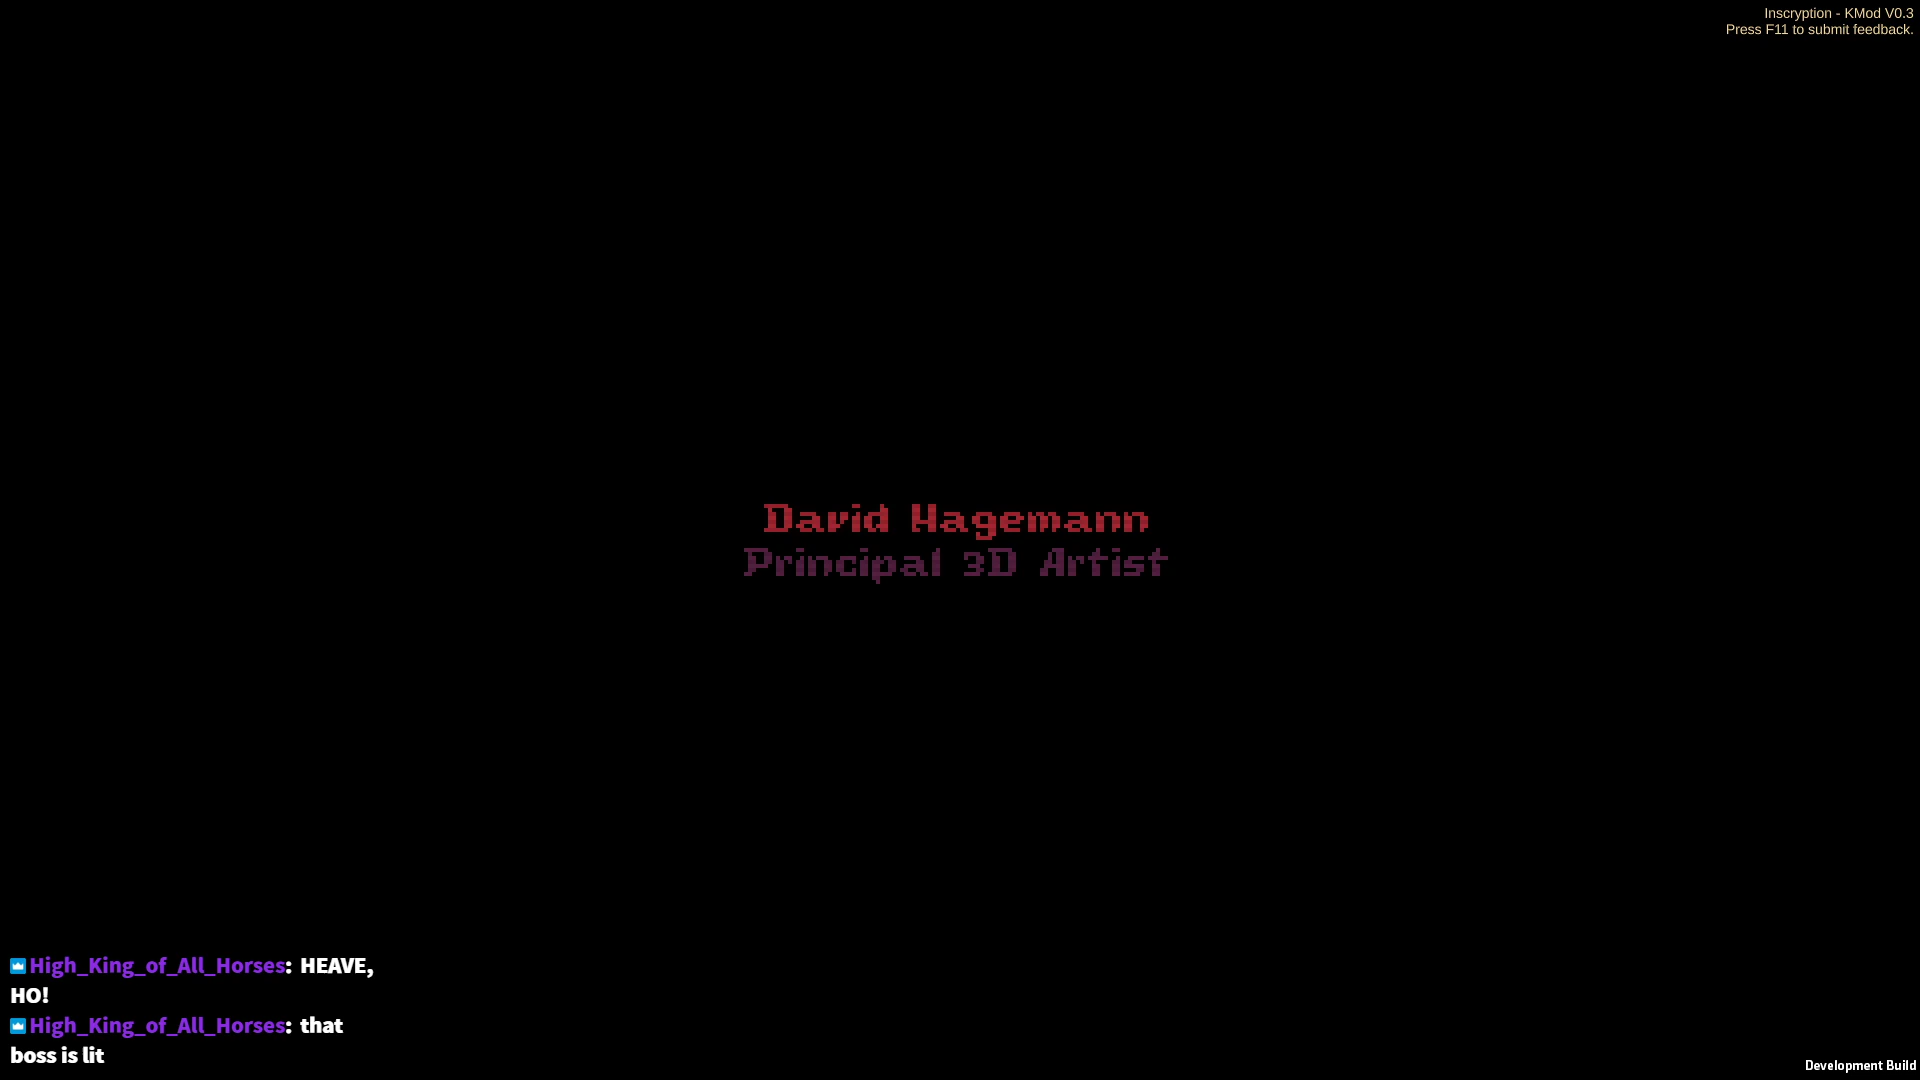 Inscryption - KMod V0.3
Press F11 to submit feedback.
David Hagemann
Principal 3D Artist
High_King_of_All_Horses: HEAVE,
HO!
High_King_of_All_Horses: that
boss is lit
Development Build